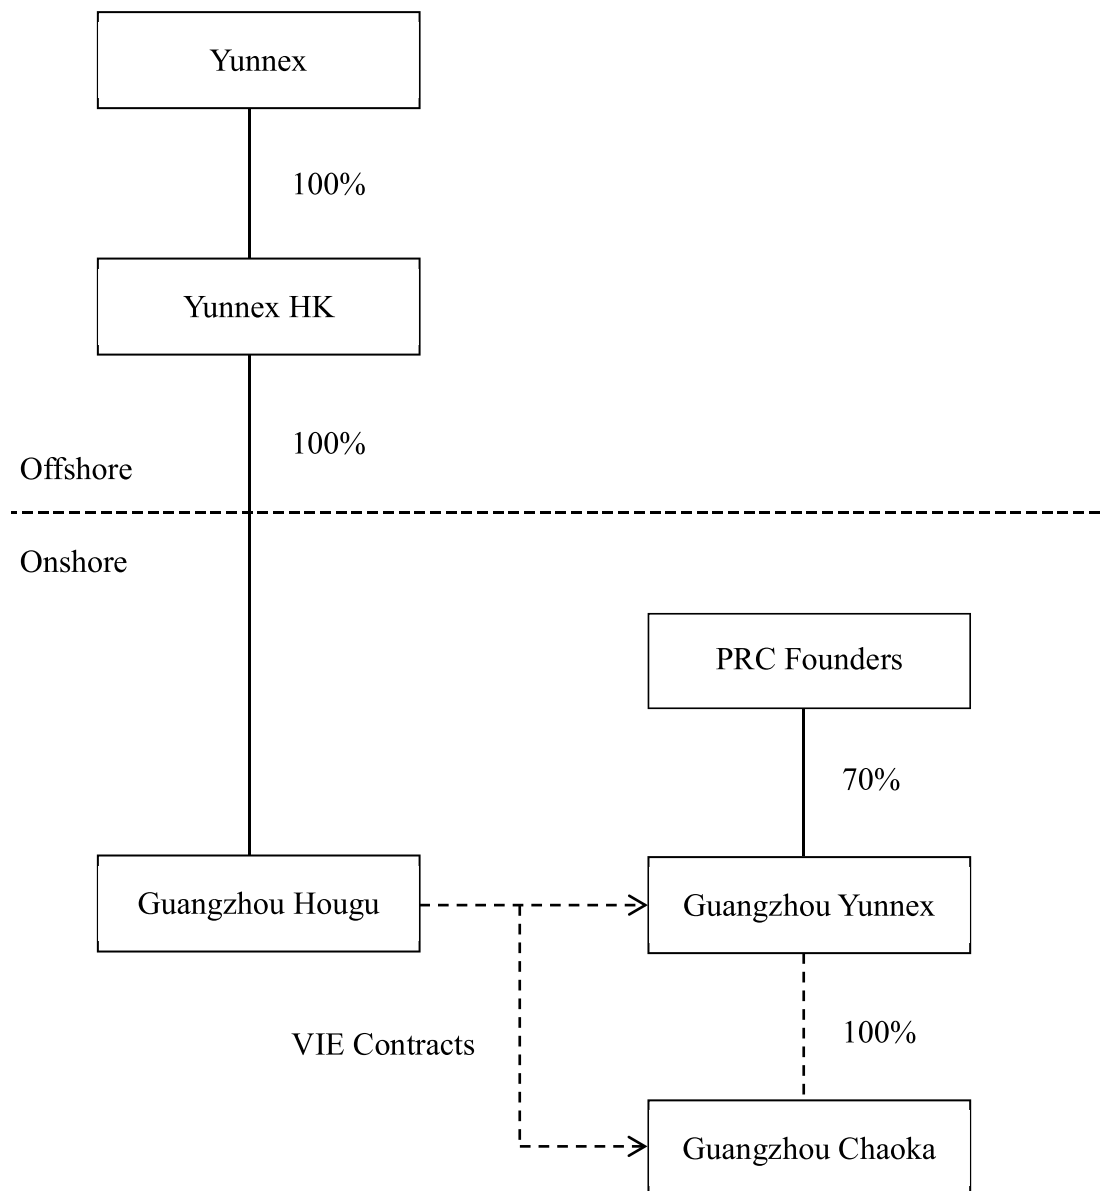 Yunnex
100%
Yunnex HK
100%
Offshore
Onshore
PRC Founders
70%
Guangzhou Hougu
Guangzhou Yunnex
VIE Contracts
100%
Guangzhou Chaoka